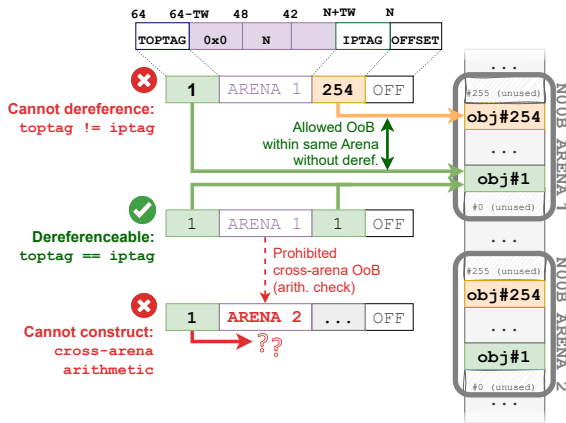 64 64-TW 48 42 N+TW N
TOPTAG 0x0 N IPTAG OFFSET
...
#255 (unused)
1 ARENA 1 254 OFF
obj#254
Cannot dereference:
toptag != iptag
Allowed OoB
within same Arena
without deref.
...
obj#1
#0 (unused)
NOOB ARENA 1
1 ARENA 1 1 OFF
Dereferenceable:
toptag == iptag
...
Prohibited
cross-arena OoB
(arith. check)
#255 (unused)
obj#254
1 ARENA 2 ... OFF
...
Cannot construct:
cross-arena
arithmetic
??
obj#1
#0 (unused)
NOOB ARENA 2
...